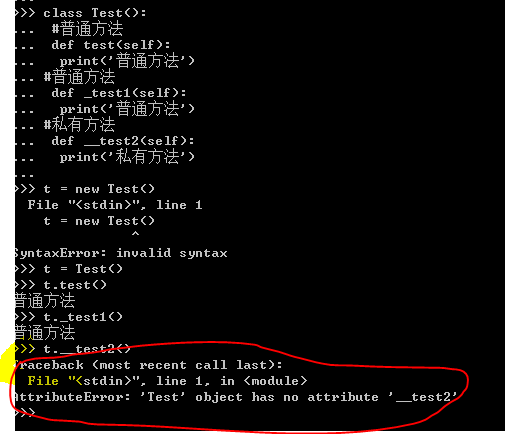 >>> class Test():
...  #普通方法
...  def test(self):
...   print('普通方法')
... #普通方法
...  def _test1(self):
...   print('普通方法')
... #私有方法
...  def __test2(self):
...   print('私有方法')
...
>>> t = new Test()
  File "<stdin>", line 1
    t = new Test()
               ^
SyntaxError: invalid syntax
>>> t = Test()
>>> t.test()
普通方法
>>> t._test1()
普通方法
>>> t.__test2()
Traceback (most recent call last):
  File "<stdin>", line 1, in <module>
AttributeError: 'Test' object has no attribute '__test2'
>>>